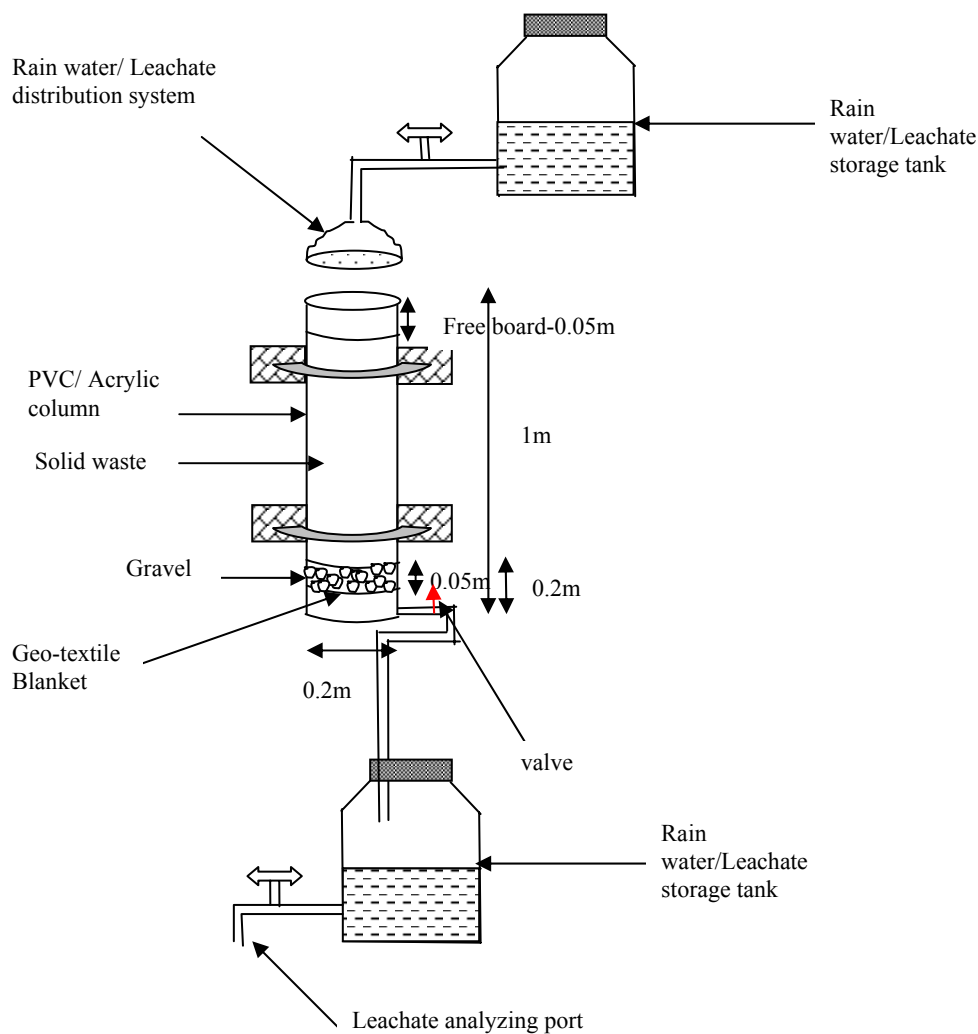 Rain water/ Leachate
distribution system
Rain
water/Leachate
storage tank
Free board-0.05m
PVC/ Acrylic
column
1m
Solid waste
Gravel
0.05m
0.2m
Geo-textile
Blanket
0.2m
valve
Rain
water/Leachate
storage tank
Leachate analyzing port